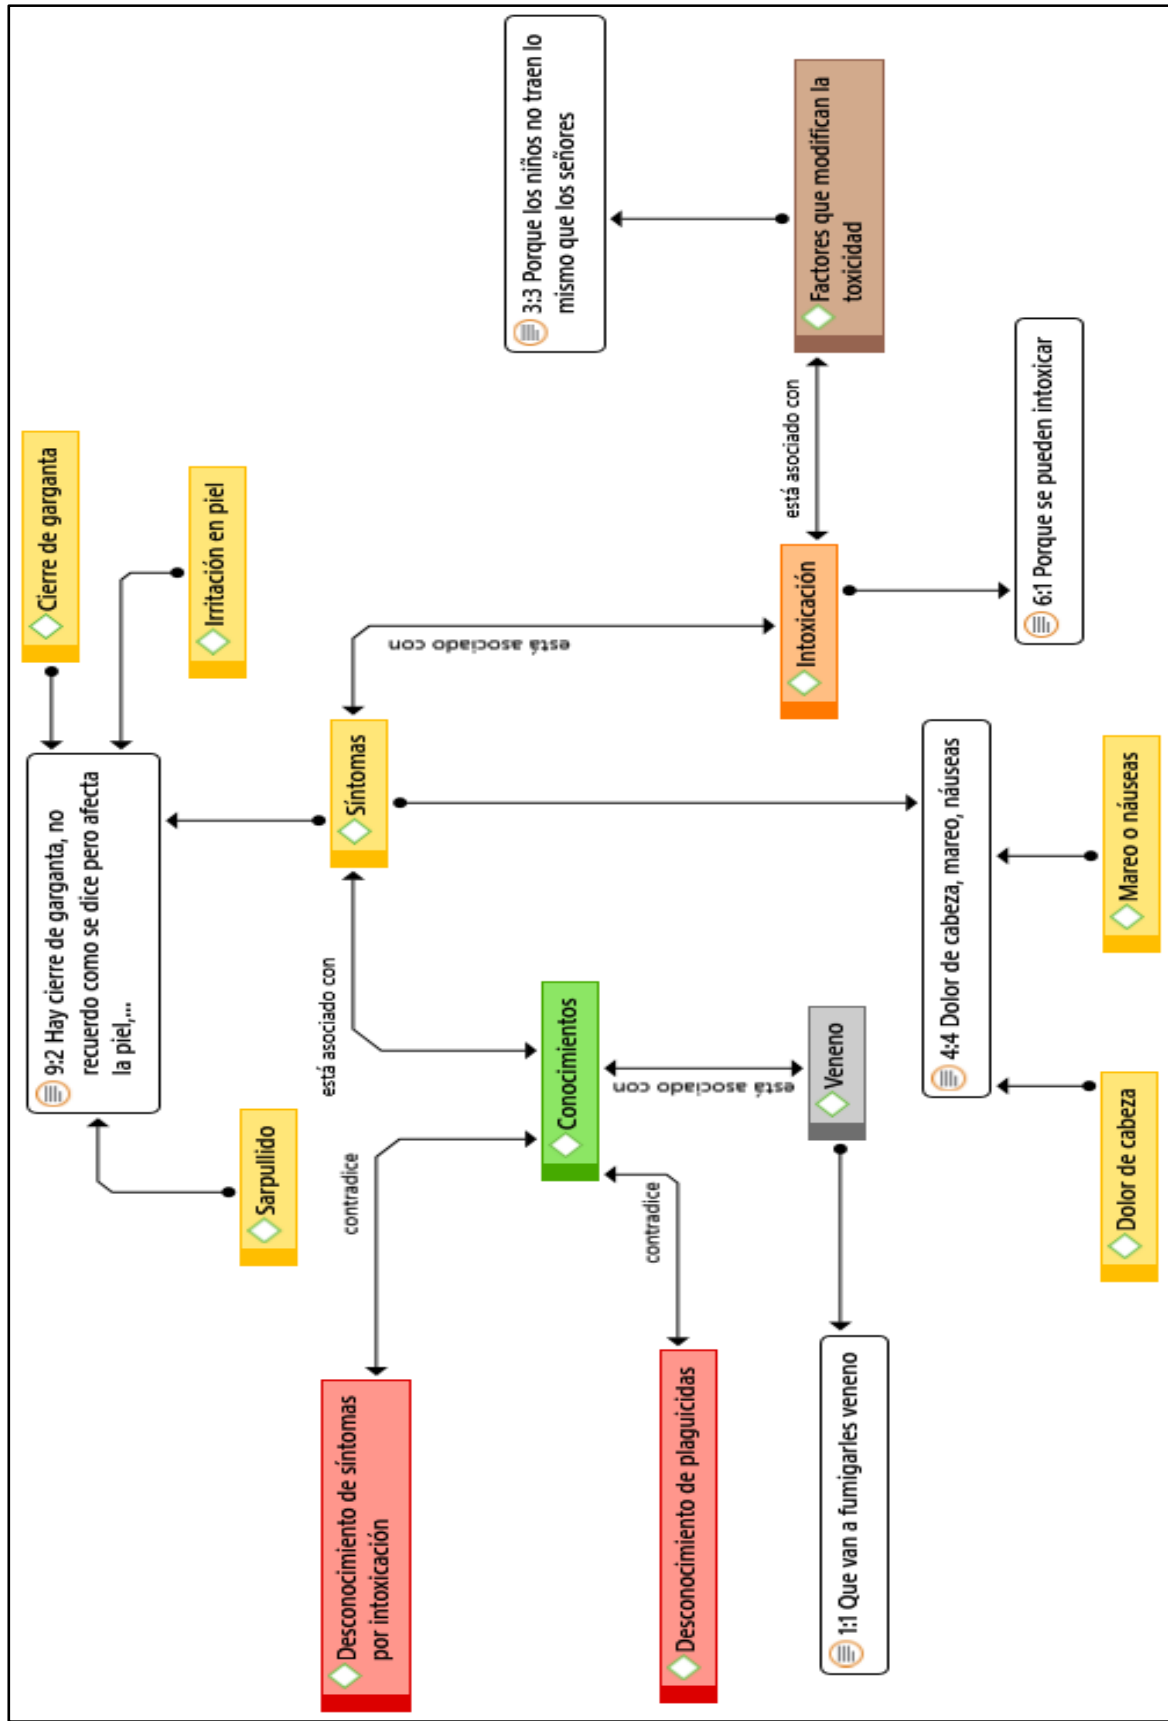 9:2 Hay cierre de garganta, no
recuerdo como se dice pero afecta
la piel,...
Cierre de garganta
Irritación en piel
Sarpullido
Desconocimiento de síntomas
por intoxicación
contradice
está asociado con
Síntomas
está asociado con
3:3 Porque los niños no traen lo
mismo que los señores
Conocimientos
está asociado con
contradice
Desconocimiento de plaguicidas
Veneno
Intoxicación
está asociado con
Factores que modifican la
toxicidad
1:1 Que van a fumigarles veneno
4:4 Dolor de cabeza, mareo, náuseas
6:1 Porque se pueden intoxicar
Dolor de cabeza
Mareo o náuseas